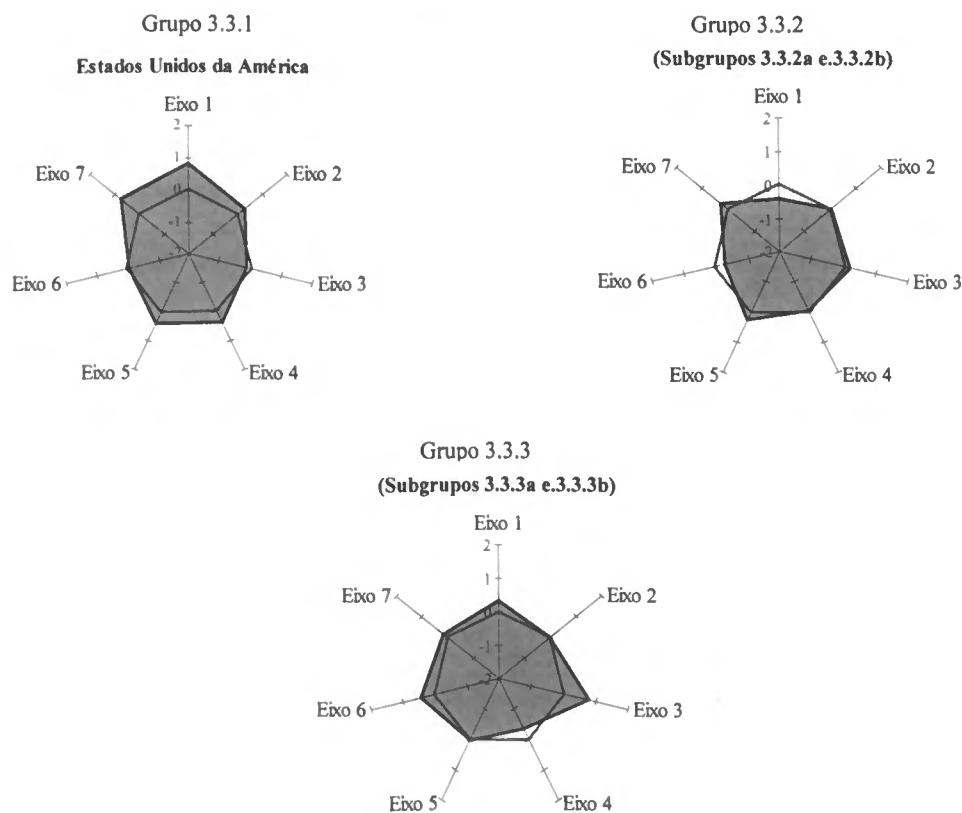 Grupo 3.3.1
Estados Unidos da América
Eixo 1
2
1
0
-1
Eixo 2
Eixo 3
Eixo 4
Eixo 5
Eixo 6
Eixo 7
Grupo 3.3.2
(Subgrupos 3.3.2a e.3.3.2b)
Eixo 1
2
1
0
-1
-2
Eixo 2
Eixo 3
Eixo 4
Eixo 5
Eixo 6
Eixo 7
Grupo 3.3.3
(Subgrupos 3.3.3a e.3.3.3b)
Eixo 1
2
1
0
-1
-2
Eixo 2
Eixo 3
Eixo 4
Eixo 5
Eixo 6
Eixo 7